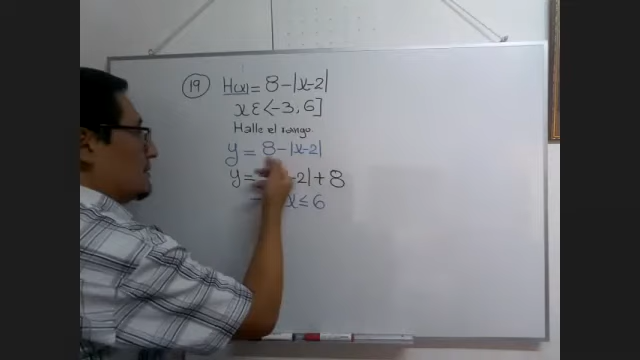 19 H(x) = 8-|x-2|
x ε <-3, 6]
Halle el rango.
y = 8-|x-2|
y = -2| + 8
x ≤ 6